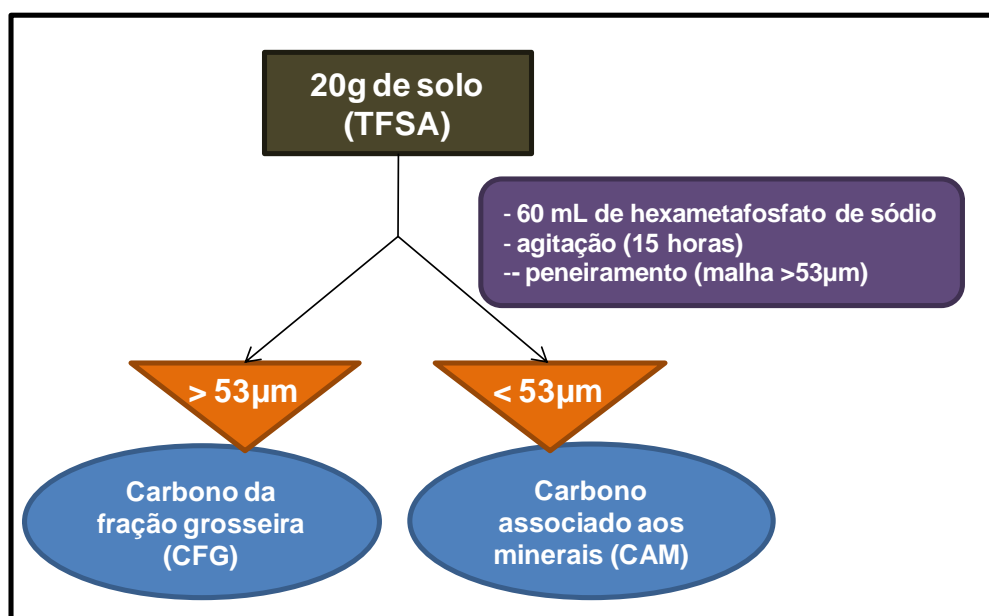 20g de solo
(TFSA)
- 60 mL de hexametafosfato de sódio
- agitação (15 horas)
-- peneiramento (malha >53µm)
> 53µm
< 53µm
Carbono da
fração grosseira
(CFG)
Carbono
associado aos
minerais (CAM)